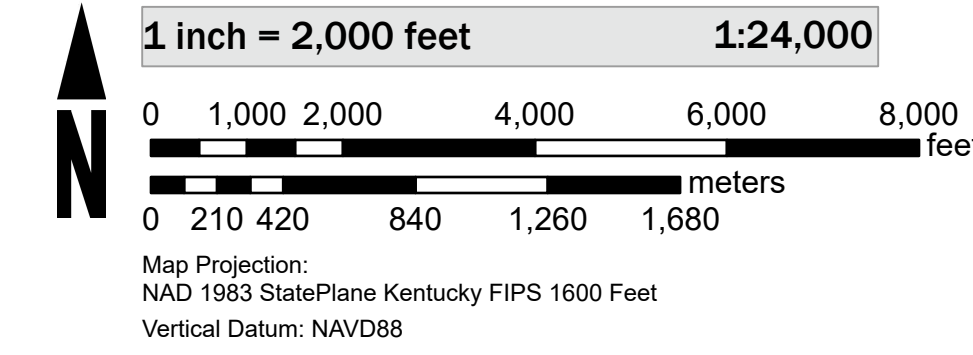 1 inch = 2,000 feet 1:24,000
0 1,000 2,000 4,000 6,000 8,000
feet
meters
0 210 420 840 1,260 1,680
N
Map Projection:
NAD 1983 StatePlane Kentucky FIPS 1600 Feet
Vertical Datum: NAVD88